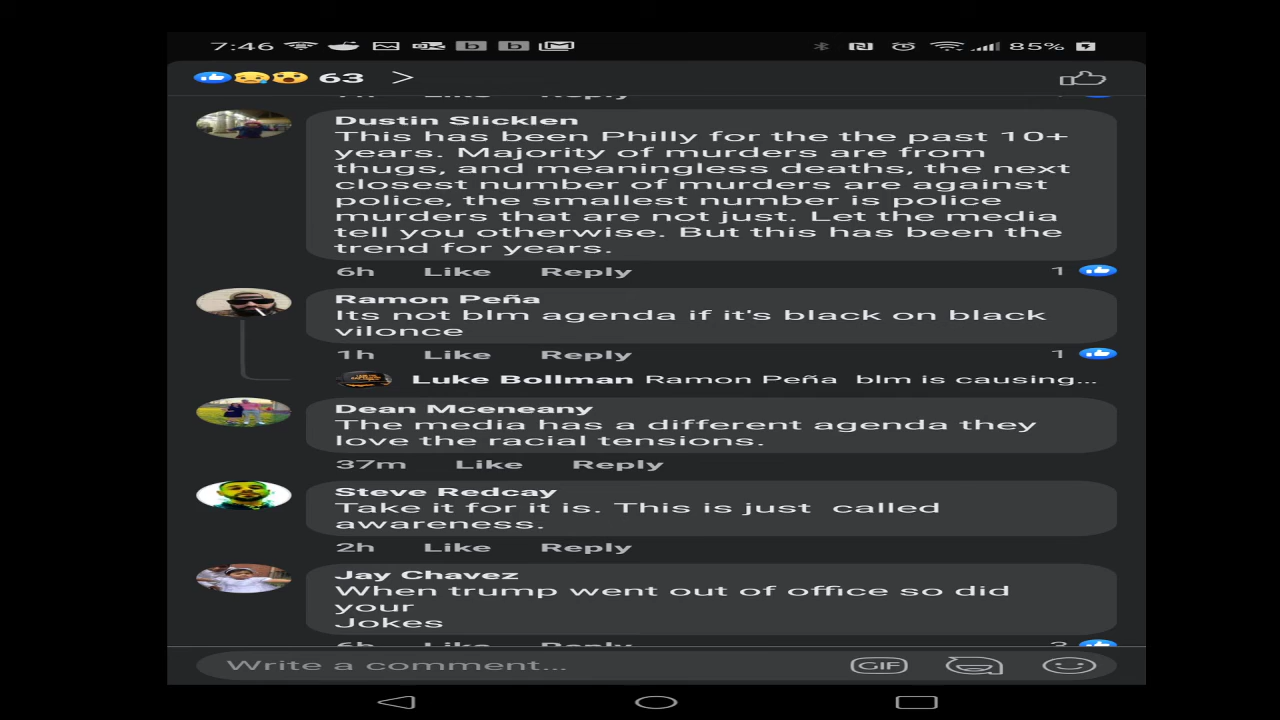 7:46
85%
63
Dustin Slicklen
This has been Philly for the the past 10+
years. Majority of murders are from
thugs, and meaningless deaths, the next
closest number of murders are against
police, the smallest number is police
murders that are not just. Let the media
tell you otherwise. But this has been the
trend for years.
6h Like Reply 1
Ramon Peña
Its not blm agenda if it's black on black
vilonce
1h Like Reply 1
Luke Bollman Ramon Peña blm is causing...
Dean Mceneany
The media has a different agenda they
love the racial tensions.
37m Like Reply
Steve Redcay
Take it for it is. This is just called
awareness.
2h Like Reply
Jay Chavez
When trump went out of office so did
your
Jokes
6h Like Reply
Write a comment...
GIF